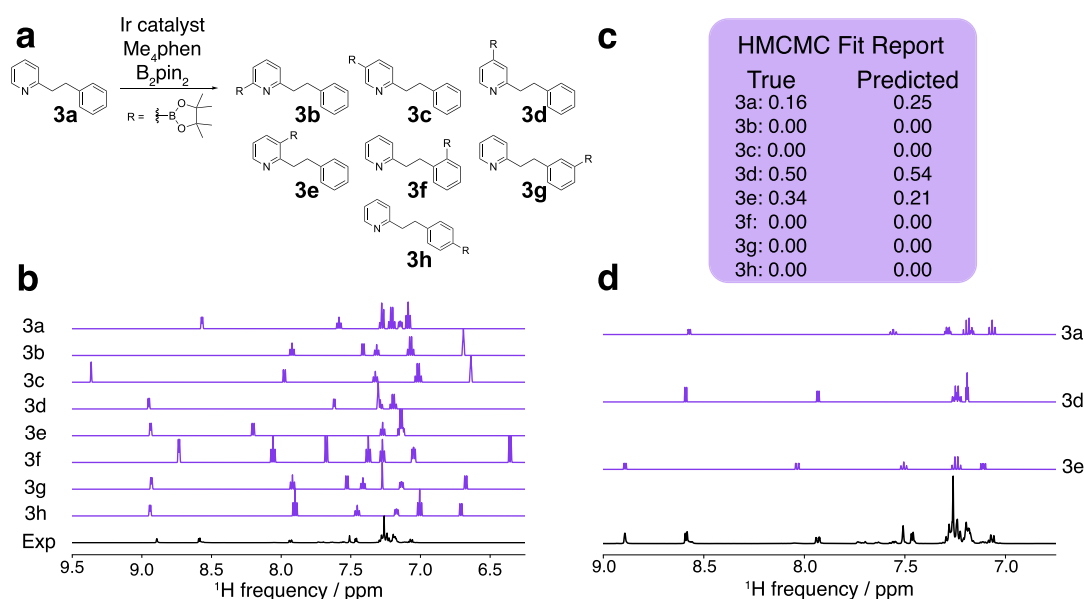 a
Ir catalyst
Me4phen
B2pin2
R =
B
O
O
N
3a
R
N
3b
R
N
3c
R
N
3d
R
N
3e
R
N
3f
R
N
3g
R
N
3h
b
3a
3b
3c
3d
3e
3f
3g
3h
Exp
9.5 9.0 8.5 8.0 7.5 7.0 6.5
1H frequency / ppm
c
HMCMC Fit Report
True Predicted
3a: 0.16 0.25
3b: 0.00 0.00
3c: 0.00 0.00
3d: 0.50 0.54
3e: 0.34 0.21
3f: 0.00 0.00
3g: 0.00 0.00
3h: 0.00 0.00
d
3a
3d
3e
9.0 8.5 8.0 7.5 7.0
1H frequency / ppm